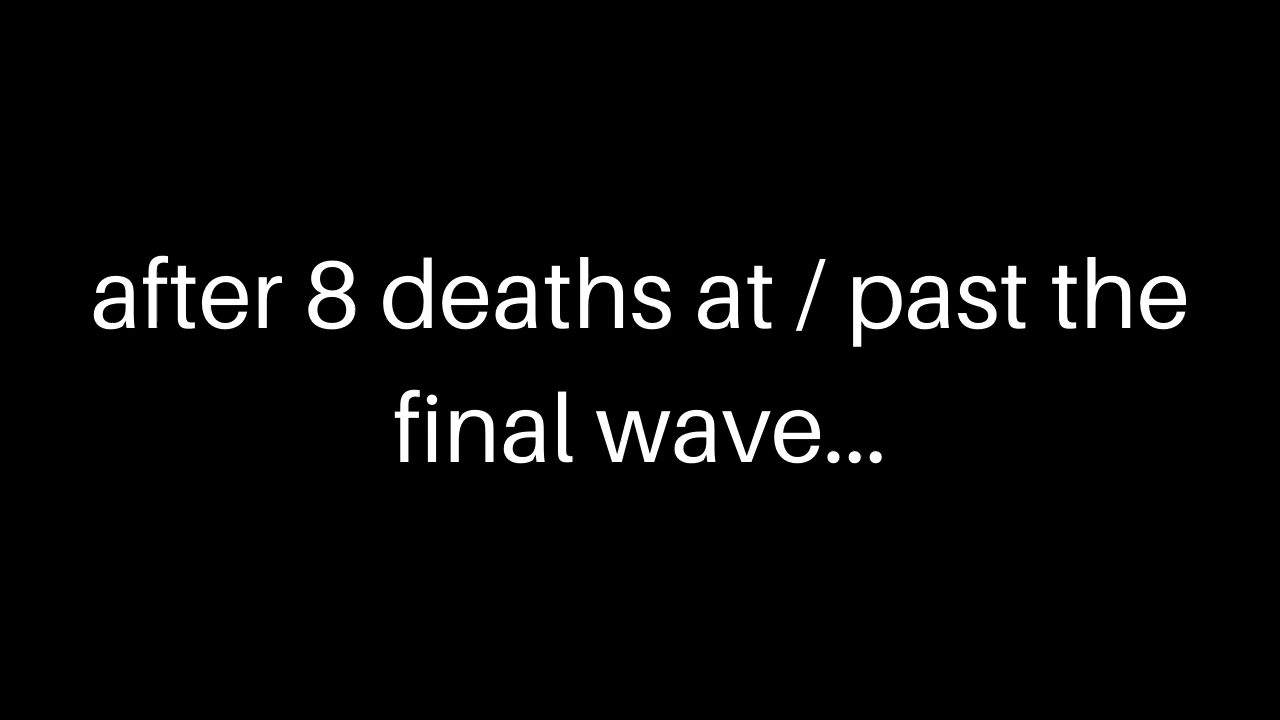 after 8 deaths at / past the
final wave...